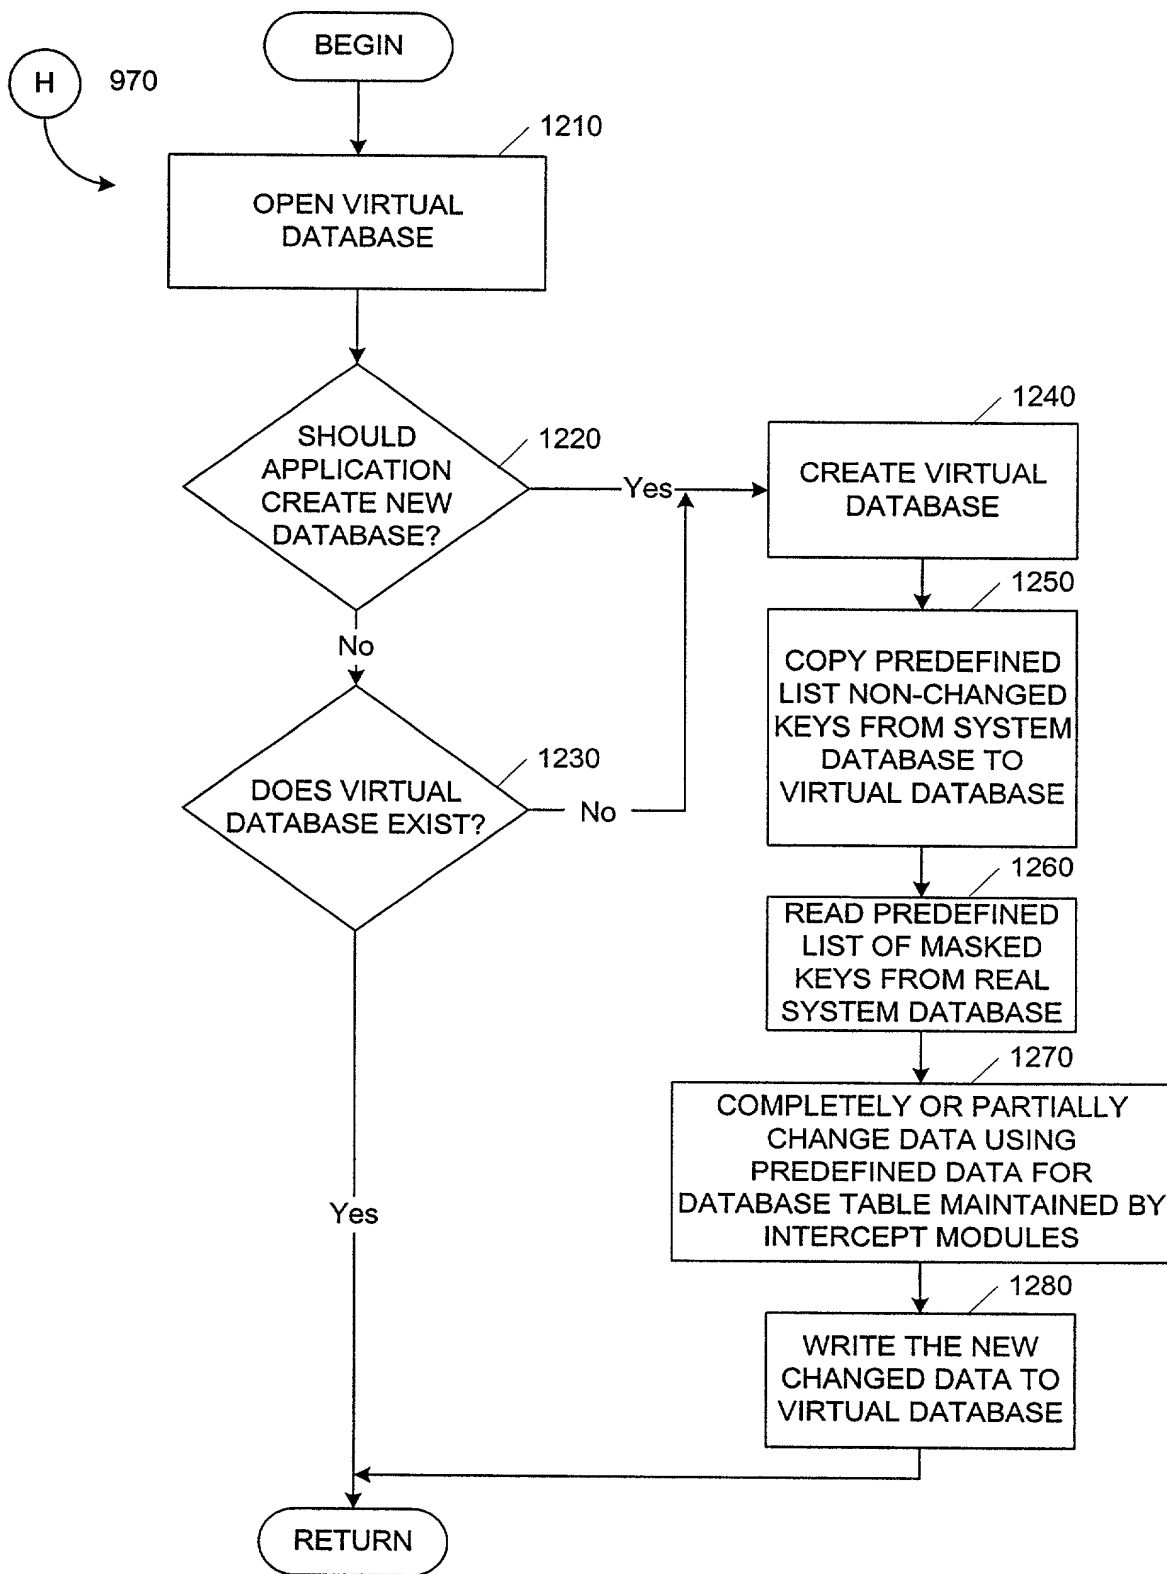 BEGIN
H
970
1210
OPEN VIRTUAL
DATABASE
1220
SHOULD
APPLICATION
CREATE NEW
DATABASE?
Yes
No
1230
DOES VIRTUAL
DATABASE EXIST?
No
Yes
1240
CREATE VIRTUAL
DATABASE
1250
COPY PREDEFINED
LIST NON-CHANGED
KEYS FROM SYSTEM
DATABASE TO
VIRTUAL DATABASE
1260
READ PREDEFINED
LIST OF MASKED
KEYS FROM REAL
SYSTEM DATABASE
1270
COMPLETELY OR PARTIALLY
CHANGE DATA USING
PREDEFINED DATA FOR
DATABASE TABLE MAINTAINED BY
INTERCEPT MODULES
1280
WRITE THE NEW
CHANGED DATA TO
VIRTUAL DATABASE
RETURN